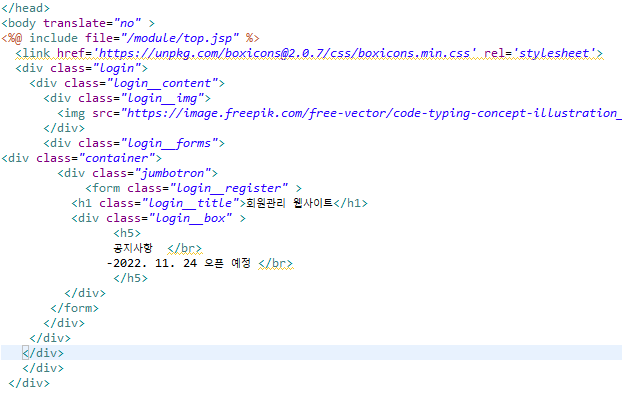 </head>
<body translate="no" >
<%@ include file="/module/top.jsp" %>
<link href='https://unpkg.com/boxicons@2.0.7/css/boxicons.min.css' rel='stylesheet'>
<div class="login">
<div class="login__content">
<div class="login__img">
<img src="https://image.freepik.com/free-vector/code-typing-concept-illustration_
</div>
<div class="login__forms">
<div class="container">
<div class="jumbotron">
<form class="login__register" >
<h1 class="login__title">회원관리 웹사이트</h1>
<div class="login__box" >
<h5>
공지사항  </br>
-2022. 11. 24 오픈 예정 </br>
</h5>
</div>
</form>
</div>
</div>
</div>
</div>
</div>